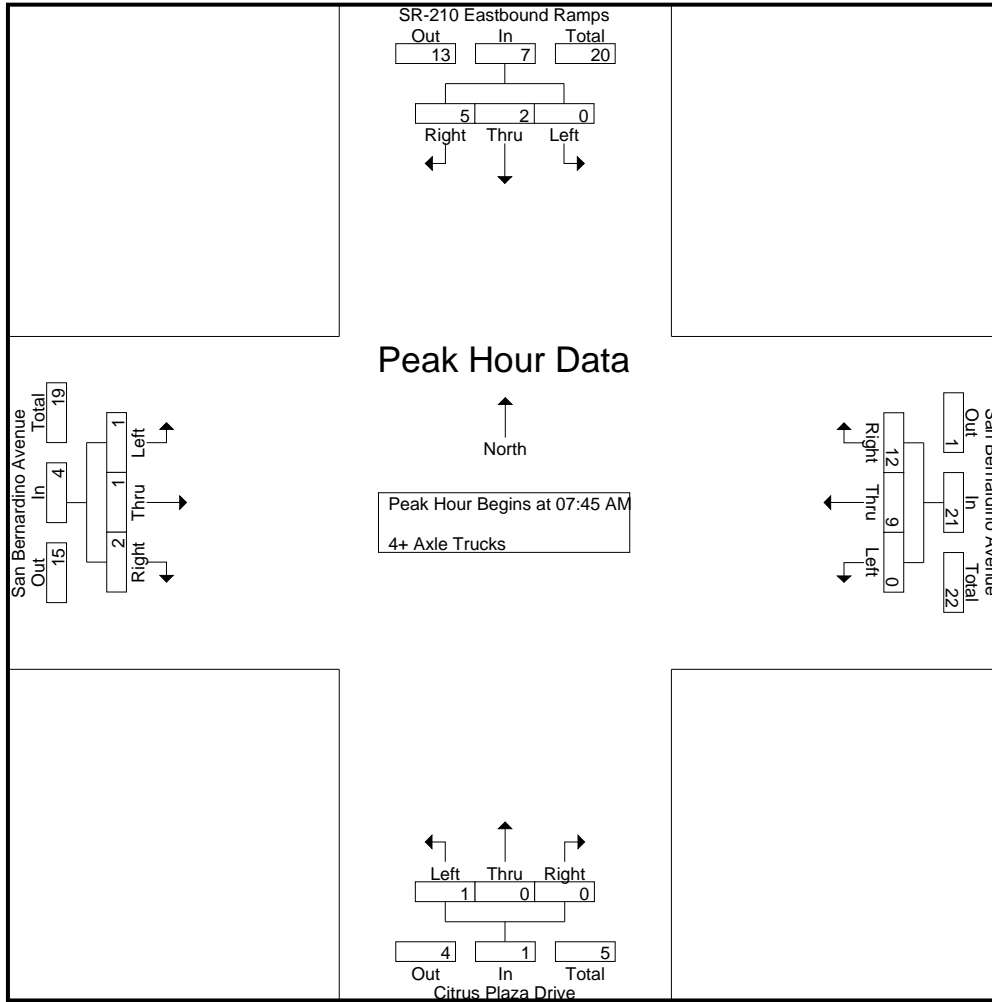 SR-210 Eastbound Ramps
Out In Total
13 7 20
5 2 0
Right Thru Left
Peak Hour Data
North
Peak Hour Begins at 07:45 AM
4+ Axle Trucks
San Bernardino Avenue
Total In Out
19 4 15
1 1 2
Left Thru Right
San Bernardino Avenue
Out In Total
1 21 22
12 9 0
Right Thru Left
Left Thru Right
1 0 0
4 1 5
Out In Total
Citrus Plaza Drive